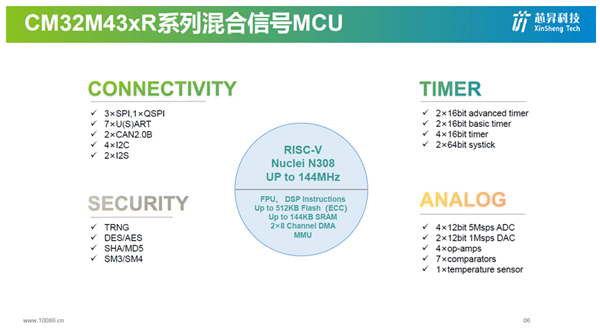 CM32M43xR系列混合信号MCU
芯昇科技
XinSheng Tech
CONNECTIVITY
✓ 3×SPI,1×QSPI
✓ 7×U(S)ART
✓ 2×CAN2.0B
✓ 4×I2C
✓ 2×I2S
SECURITY
✓ TRNG
✓ DES/AES
✓ SHA/MD5
✓ SM3/SM4
RISC-V
Nuclei N308
UP to 144MHz
FPU、 DSP Instructions
Up to 512KB Flash（ECC）
Up to 144KB SRAM
2×8 Channel DMA
MMU
TIMER
✓ 2×16bit advanced timer
✓ 2×16bit basic timer
✓ 4×16bit timer
✓ 2×64bit systick
ANALOG
✓ 4×12bit 5Msps ADC
✓ 2×12bit 1Msps DAC
✓ 4×op-amps
✓ 7×comparators
✓ 1×temperature sensor
www.10086.cn
06